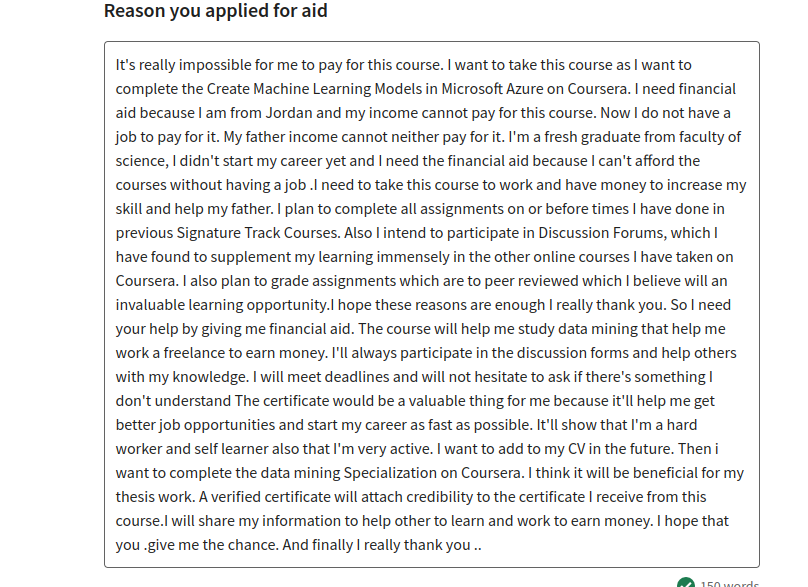 Reason you applied for aid
It's really impossible for me to pay for this course. I want to take this course as I want to
complete the Create Machine Learning Models in Microsoft Azure on Coursera. I need financial
aid because I am from Jordan and my income cannot pay for this course. Now I do not have a
job to pay for it. My father income cannot neither pay for it. I'm a fresh graduate from faculty of
science, I didn't start my career yet and I need the financial aid because I can't afford the
courses without having a job .I need to take this course to work and have money to increase my
skill and help my father. I plan to complete all assignments on or before times I have done in
previous Signature Track Courses. Also I intend to participate in Discussion Forums, which I
have found to supplement my learning immensely in the other online courses I have taken on
Coursera. I also plan to grade assignments which are to peer reviewed which I believe will an
invaluable learning opportunity.I hope these reasons are enough I really thank you. So I need
your help by giving me financial aid. The course will help me study data mining that help me
work a freelance to earn money. I'll always participate in the discussion forms and help others
with my knowledge. I will meet deadlines and will not hesitate to ask if there's something I
don't understand The certificate would be a valuable thing for me because it'll help me get
better job opportunities and start my career as fast as possible. It'll show that I'm a hard
worker and self learner also that I'm very active. I want to add to my CV in the future. Then i
want to complete the data mining Specialization on Coursera. I think it will be beneficial for my
thesis work. A verified certificate will attach credibility to the certificate I receive from this
course.I will share my information to help other to learn and work to earn money. I hope that
you .give me the chance. And finally I really thank you ..
150 words